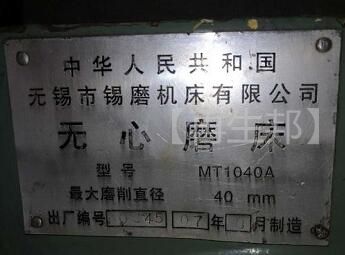 中华人民共和国
无锡市锡磨机床有限公司
无心磨床
型号 MT1040A
最大磨削直径 40 mm
出厂编号 45 07年 月制造